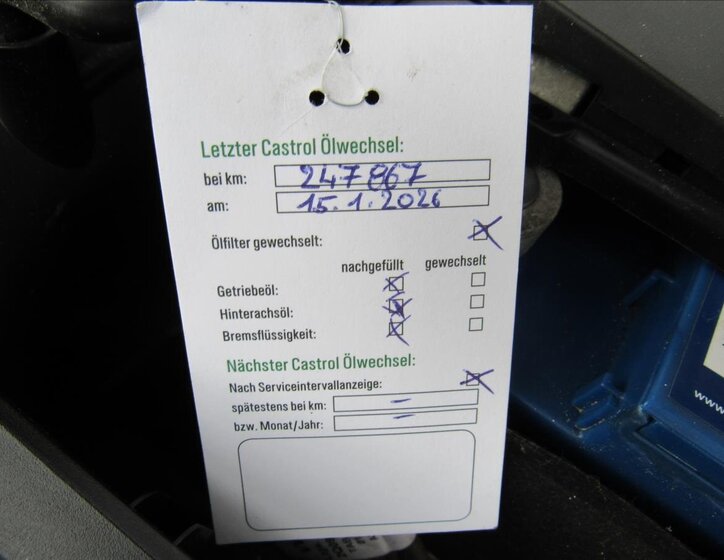 Letzter Castrol Ölwechsel:
bei km: 247867
am: 15.1.2026
Ölfilter gewechselt:
nachgefüllt gewechselt
Getriebeöl:
Hinterachsöl:
Bremsflüssigkeit:
Nächster Castrol Ölwechsel:
Nach Serviceintervallanzeige:
spätestens bei km: –
bzw. Monat/Jahr: –
www.